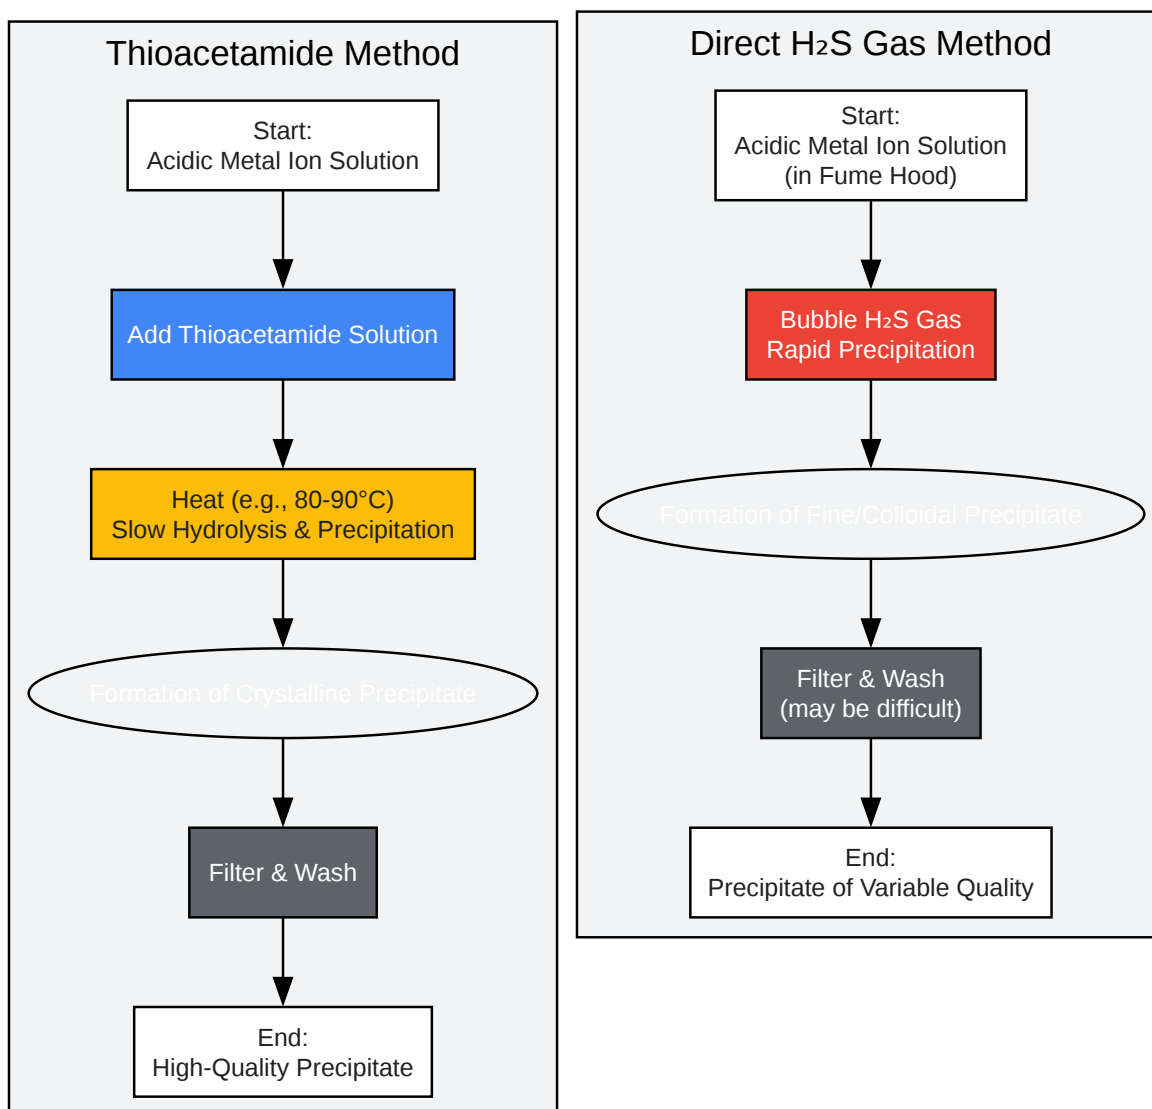 Thioacetamide Method
Start:
Acidic Metal Ion Solution
Add Thioacetamide Solution
Heat (e.g., 80-90°C)
Slow Hydrolysis & Precipitation
Formation of Crystalline Precipitate
Filter & Wash
End:
High-Quality Precipitate
Direct H₂S Gas Method
Start:
Acidic Metal Ion Solution
(in Fume Hood)
Bubble H₂S Gas
Rapid Precipitation
Formation of Fine/Colloidal Precipitate
Filter & Wash
(may be difficult)
End:
Precipitate of Variable Quality